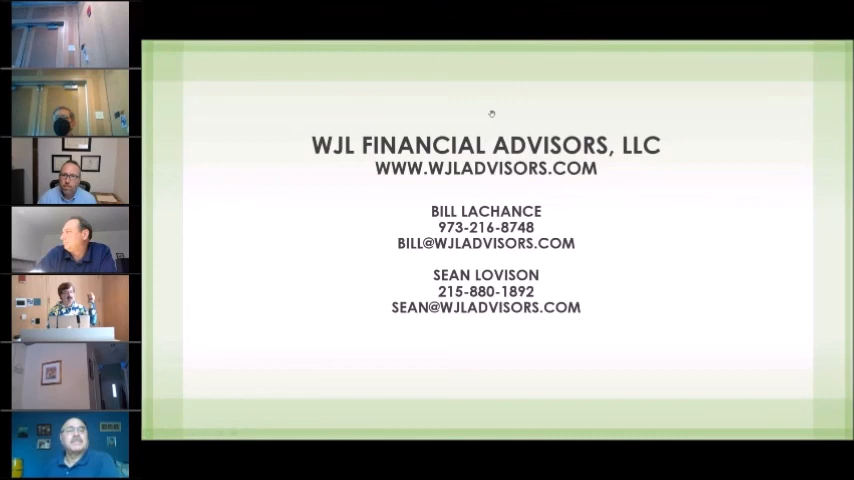 WJL FINANCIAL ADVISORS, LLC
WWW.WJLADVISORS.COM
BILL LACHANCE
973-216-8748
BILL@WJLADVISORS.COM
SEAN LOVISON
215-880-1892
SEAN@WJLADVISORS.COM